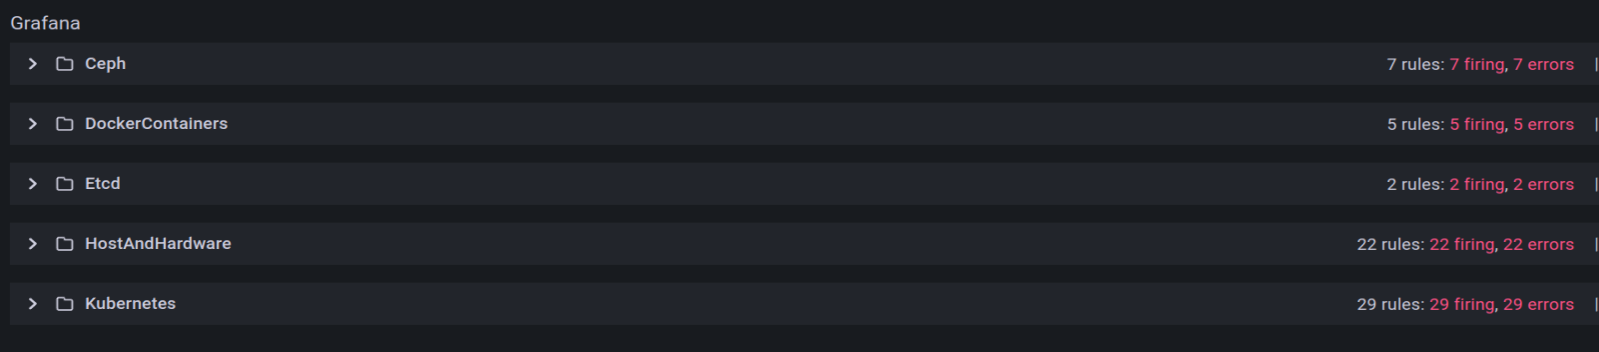 Grafana
Ceph 7 rules: 7 firing, 7 errors |
DockerContainers 5 rules: 5 firing, 5 errors |
Etcd 2 rules: 2 firing, 2 errors |
HostAndHardware 22 rules: 22 firing, 22 errors |
Kubernetes 29 rules: 29 firing, 29 errors |